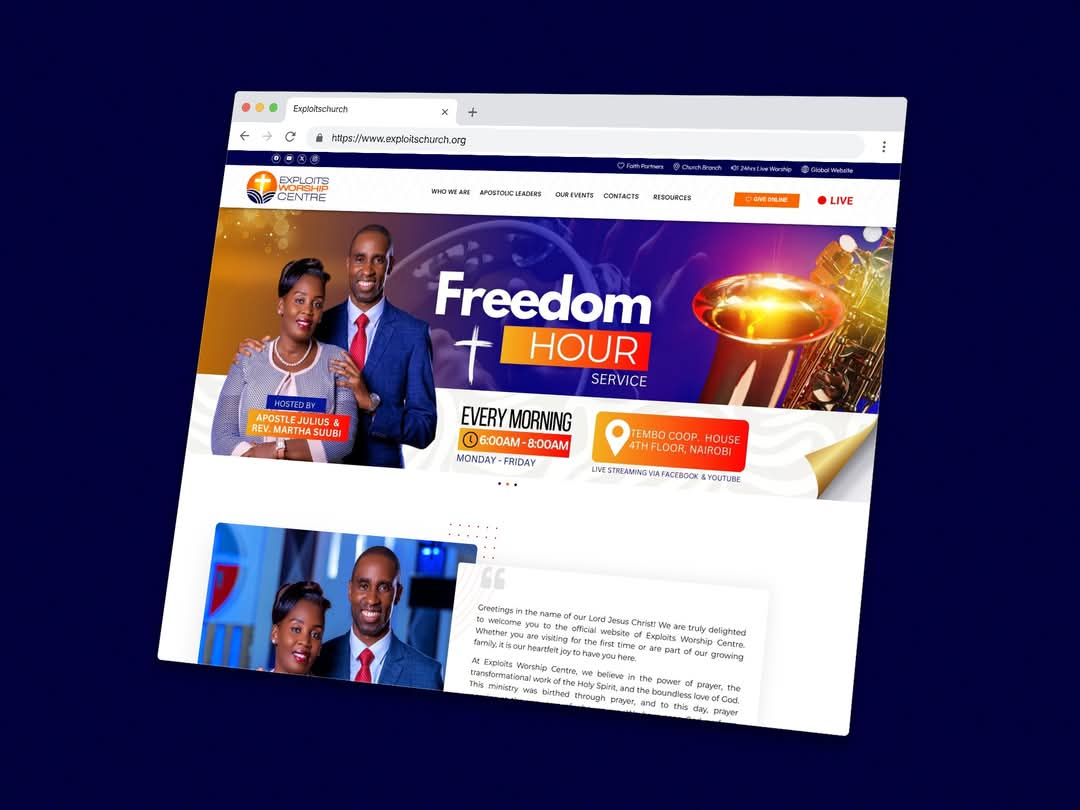 Exploitschurch
https://www.exploitschurch.org
Faith Partners
Church Branch
24hrs Live Worship
Global Website
EXPLOITS
WORSHIP
CENTRE
WHO WE ARE
APOSTOLIC LEADERS
OUR EVENTS
CONTACTS
RESOURCES
GIVE ONLINE
LIVE
Freedom
HOUR
SERVICE
HOSTED BY
APOSTLE JULIUS &
REV. MARTHA SUUBI
EVERY MORNING
6:00AM - 8:00AM
MONDAY - FRIDAY
TEMBO COOP. HOUSE
4TH FLOOR, NAIROBI
LIVE STREAMING VIA FACEBOOK & YOUTUBE
Greetings in the name of our Lord Jesus Christ! We are truly delighted
to welcome you to the official website of Exploits Worship Centre.
Whether you are visiting for the first time or are part of our growing
family, it is our heartfelt joy to have you here.
At Exploits Worship Centre, we believe in the power of prayer, the
transformational work of the Holy Spirit, and the boundless love of God.
This ministry was birthed through prayer, and to this day, prayer